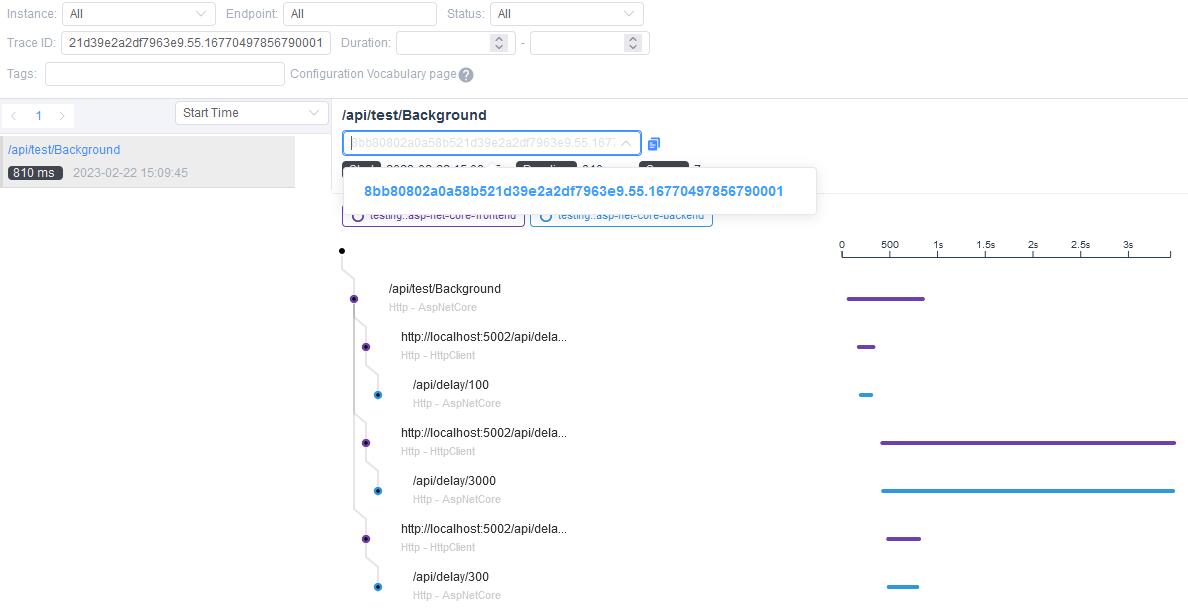 Instance: All Endpoint: All Status: All
Trace ID: 21d39e2a2df7963e9.55.16770497856790001 Duration: -
Tags: Configuration Vocabulary page ?
1 Start Time
/api/test/Background
810 ms 2023-02-22 15:09:45
/api/test/Background
8bb80802a0a58b521d39e2a2df7963e9.55.1677
8bb80802a0a58b521d39e2a2df7963e9.55.16770497856790001
testing::asp-net-core-frontend testing::asp-net-core-backend
0 500 1s 1.5s 2s 2.5s 3s
/api/test/Background
Http - AspNetCore
http://localhost:5002/api/dela...
Http - HttpClient
/api/delay/100
Http - AspNetCore
http://localhost:5002/api/dela...
Http - HttpClient
/api/delay/3000
Http - AspNetCore
http://localhost:5002/api/dela...
Http - HttpClient
/api/delay/300
Http - AspNetCore